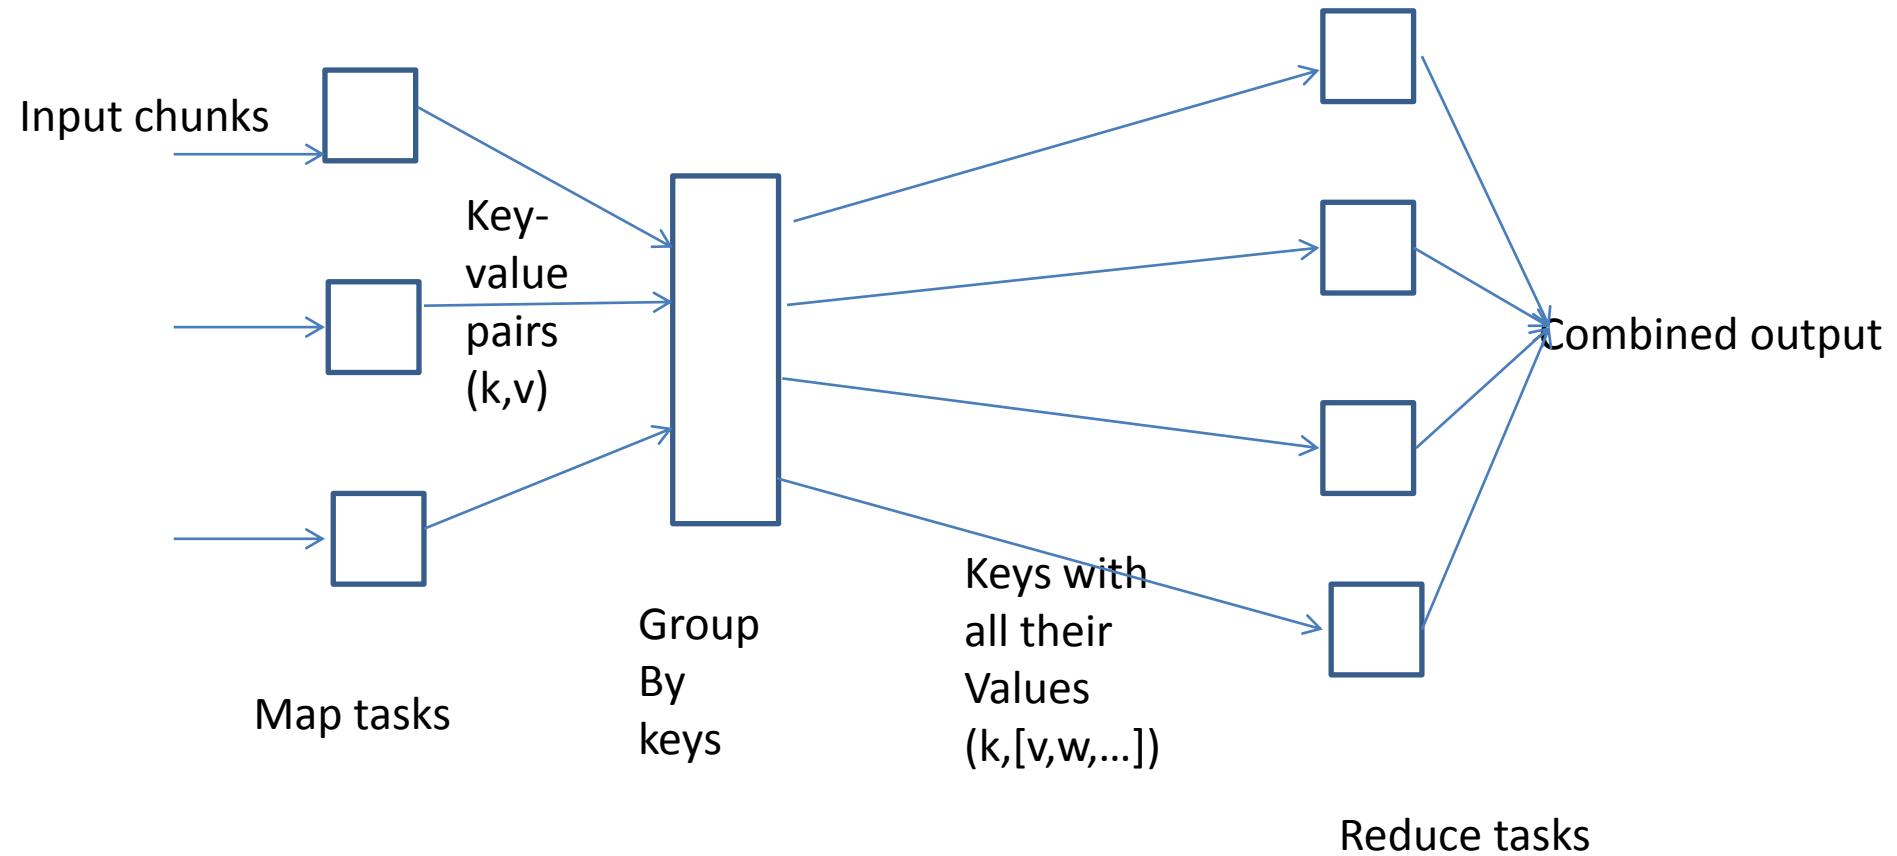 Input chunks
Key-
value
pairs
(k,v)
Combined output
Keys with
all their
Values
(k,[v,w,...])
Group
By
keys
Map tasks
Reduce tasks